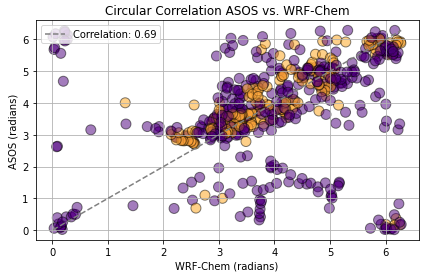 Circular Correlation ASOS vs. WRF-Chem
Correlation: 0.69
ASOS (radians)
6
5
4
3
2
1
0
0 1 2 3 4 5 6
WRF-Chem (radians)